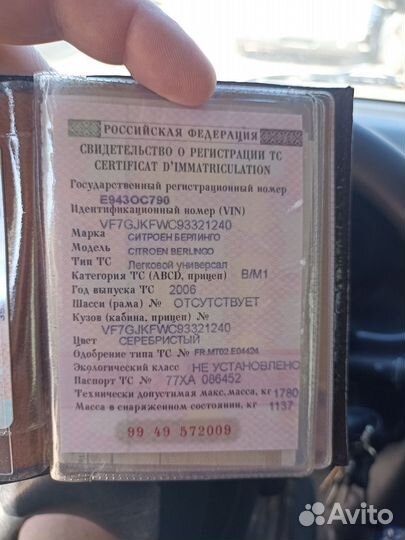 РОССИЙСКАЯ ФЕДЕРАЦИЯ
СВИДЕТЕЛЬСТВО О РЕГИСТРАЦИИ ТС
CERTIFICAT D'IMMATRICULATION
Государственный регистрационный номер
Е943ОС790
Идентификационный номер (VIN)
VF7GJKFWC93321240
Марка СИТРОЕН БЕРЛИНГО
Модель CITROEN BERLINGO
Тип ТС Легковой универсал
Категория ТС (ABCD, прицеп) B/M1
Год выпуска ТС 2006
Шасси (рама) № ОТСУТСТВУЕТ
Кузов (кабина, прицеп) №
VF7GJKFWC93321240
Цвет СЕРЕБРИСТЫЙ
Одобрение типа ТС № FR.MT02.E04424
Экологический класс НЕ УСТАНОВЛЕНО
Паспорт ТС № 77ХА 086452
Технически допустимая макс. масса, кг 1780
Масса в снаряженном состоянии, кг 1137
99 49 572009
Avito